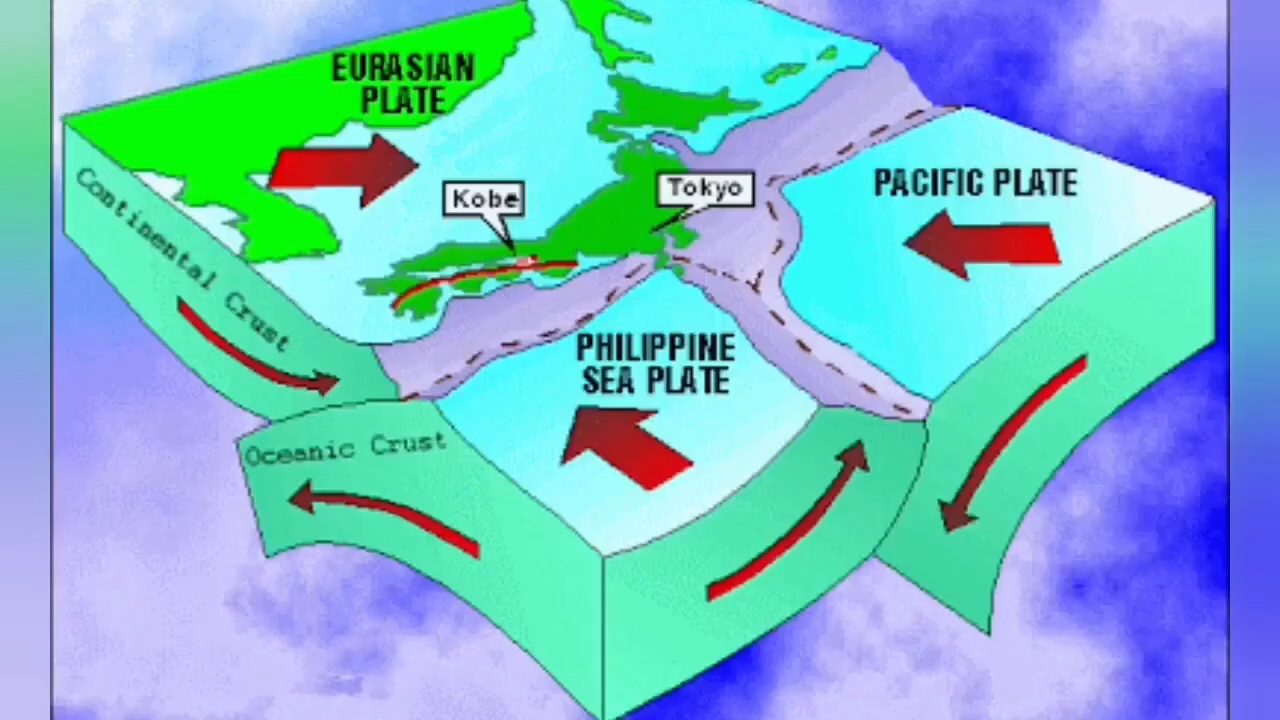 EURASIAN
PLATE
Kobe
Tokyo
PACIFIC PLATE
Continental Crust
PHILIPPINE
SEA PLATE
Oceanic Crust